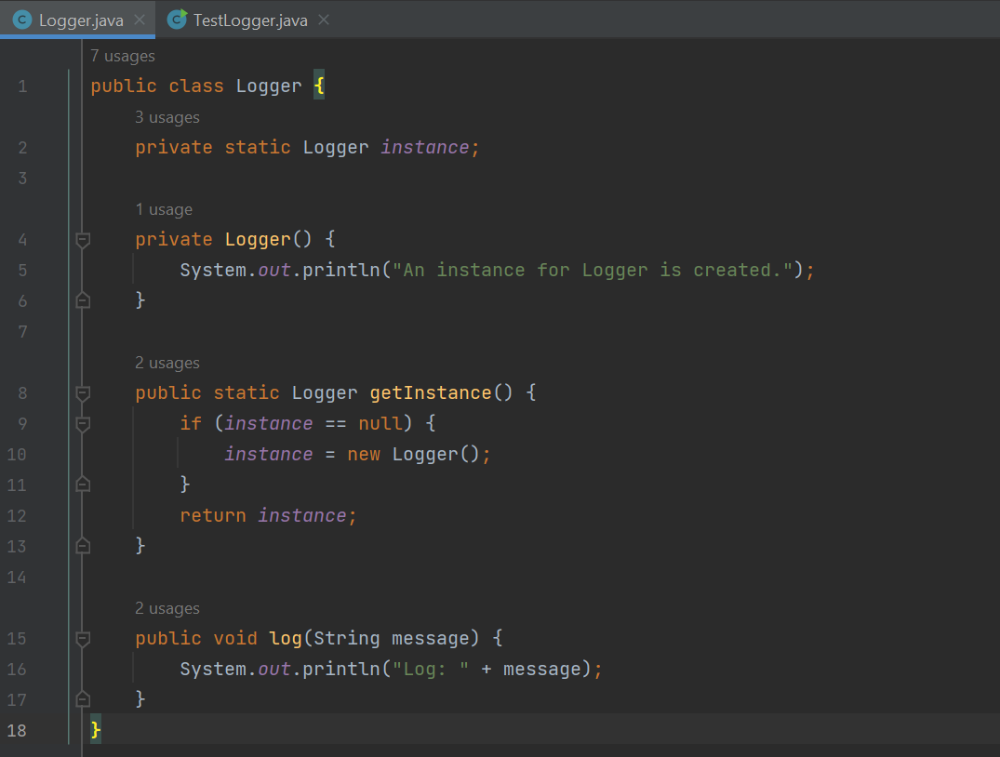 Logger.java TestLogger.java
7 usages
1 public class Logger {
3 usages
2 private static Logger instance;
3
1 usage
4 private Logger() {
5 System.out.println("An instance for Logger is created.");
6 }
7
2 usages
8 public static Logger getInstance() {
9 if (instance == null) {
10 instance = new Logger();
11 }
12 return instance;
13 }
14
2 usages
15 public void log(String message) {
16 System.out.println("Log: " + message);
17 }
18 }